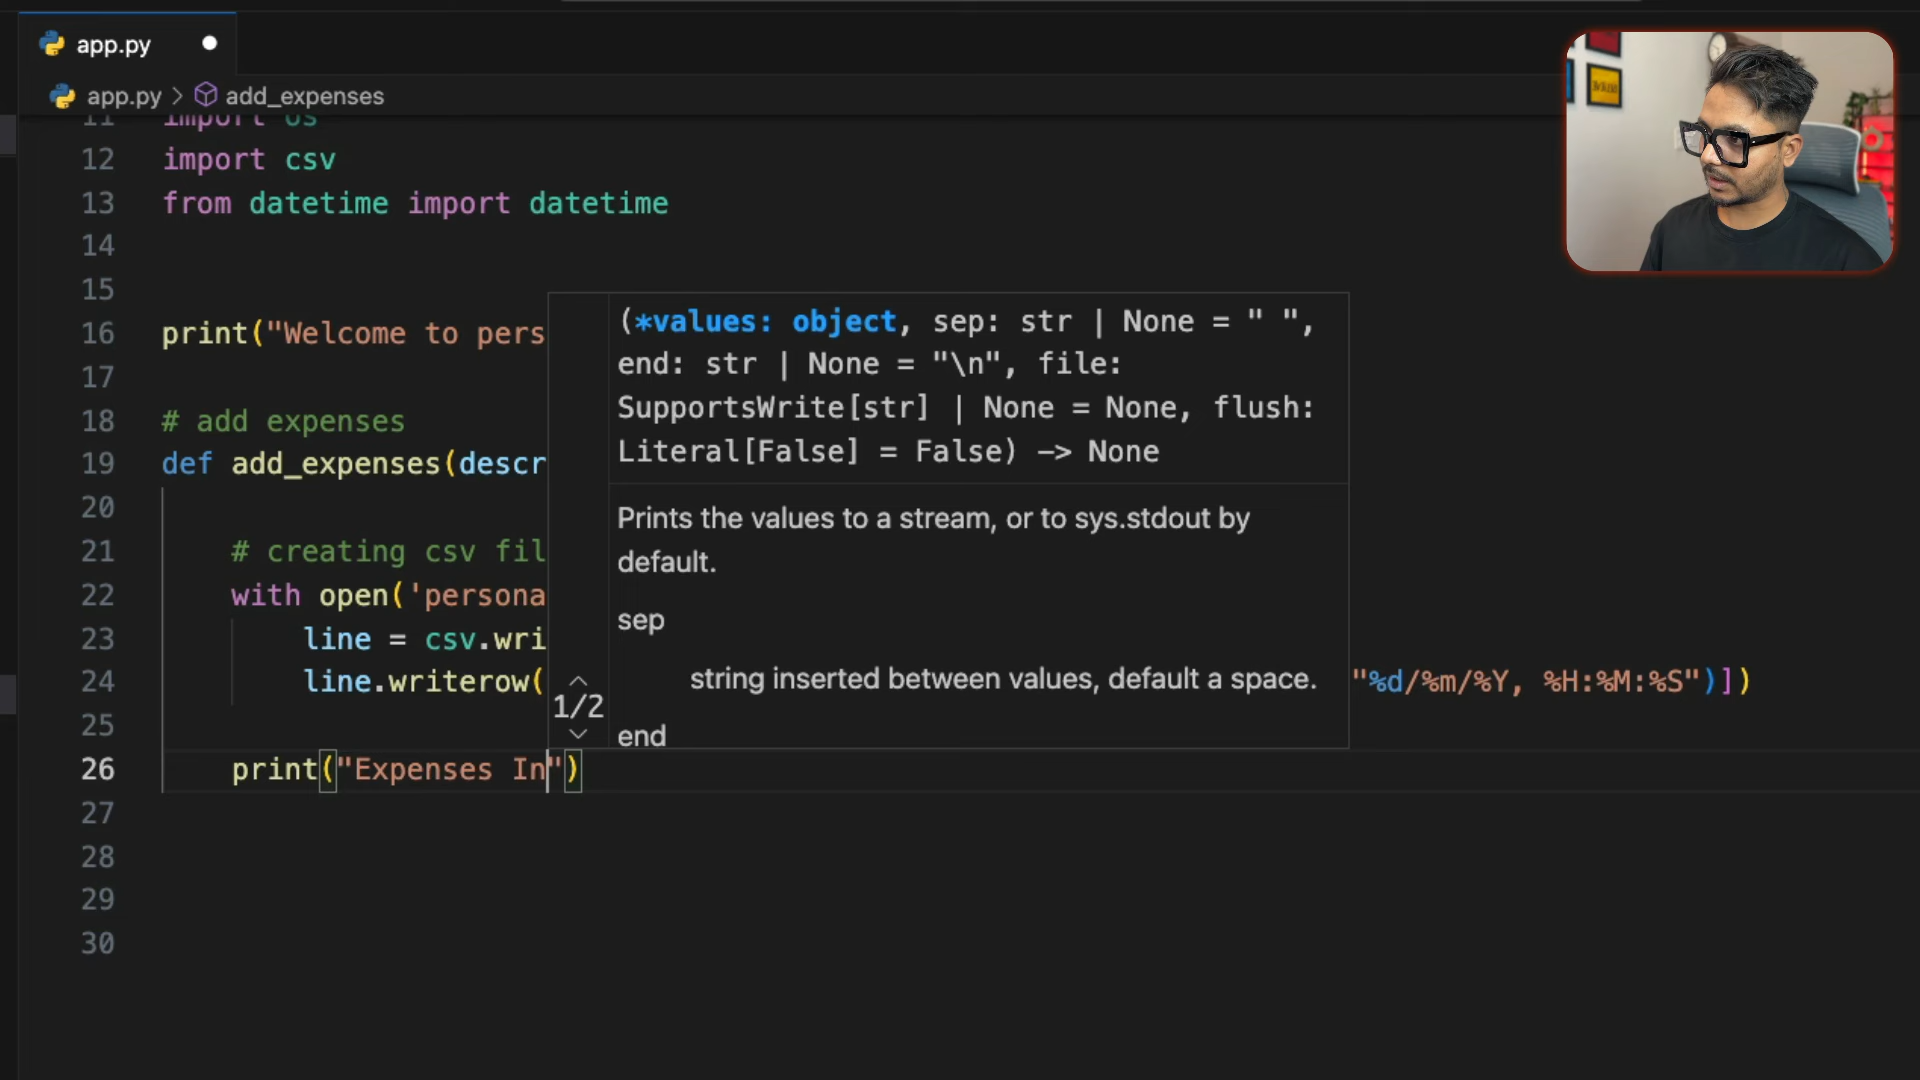 app.py
app.py > add_expenses
11 import os
12 import csv
13 from datetime import datetime
14
15
16 print("Welcome to pers
17
18 # add expenses
19 def add_expenses(descr
20
21 # creating csv fil
22 with open('persona
23 line = csv.wri
24 line.writerow( "%d/%m/%Y, %H:%M:%S")])
25
26 print("Expenses In")
27
28
29
30
(*values: object, sep: str | None = " ",
end: str | None = "\n", file:
SupportsWrite[str] | None = None, flush:
Literal[False] = False) -> None
Prints the values to a stream, or to sys.stdout by
default.
sep
string inserted between values, default a space.
end
1/2